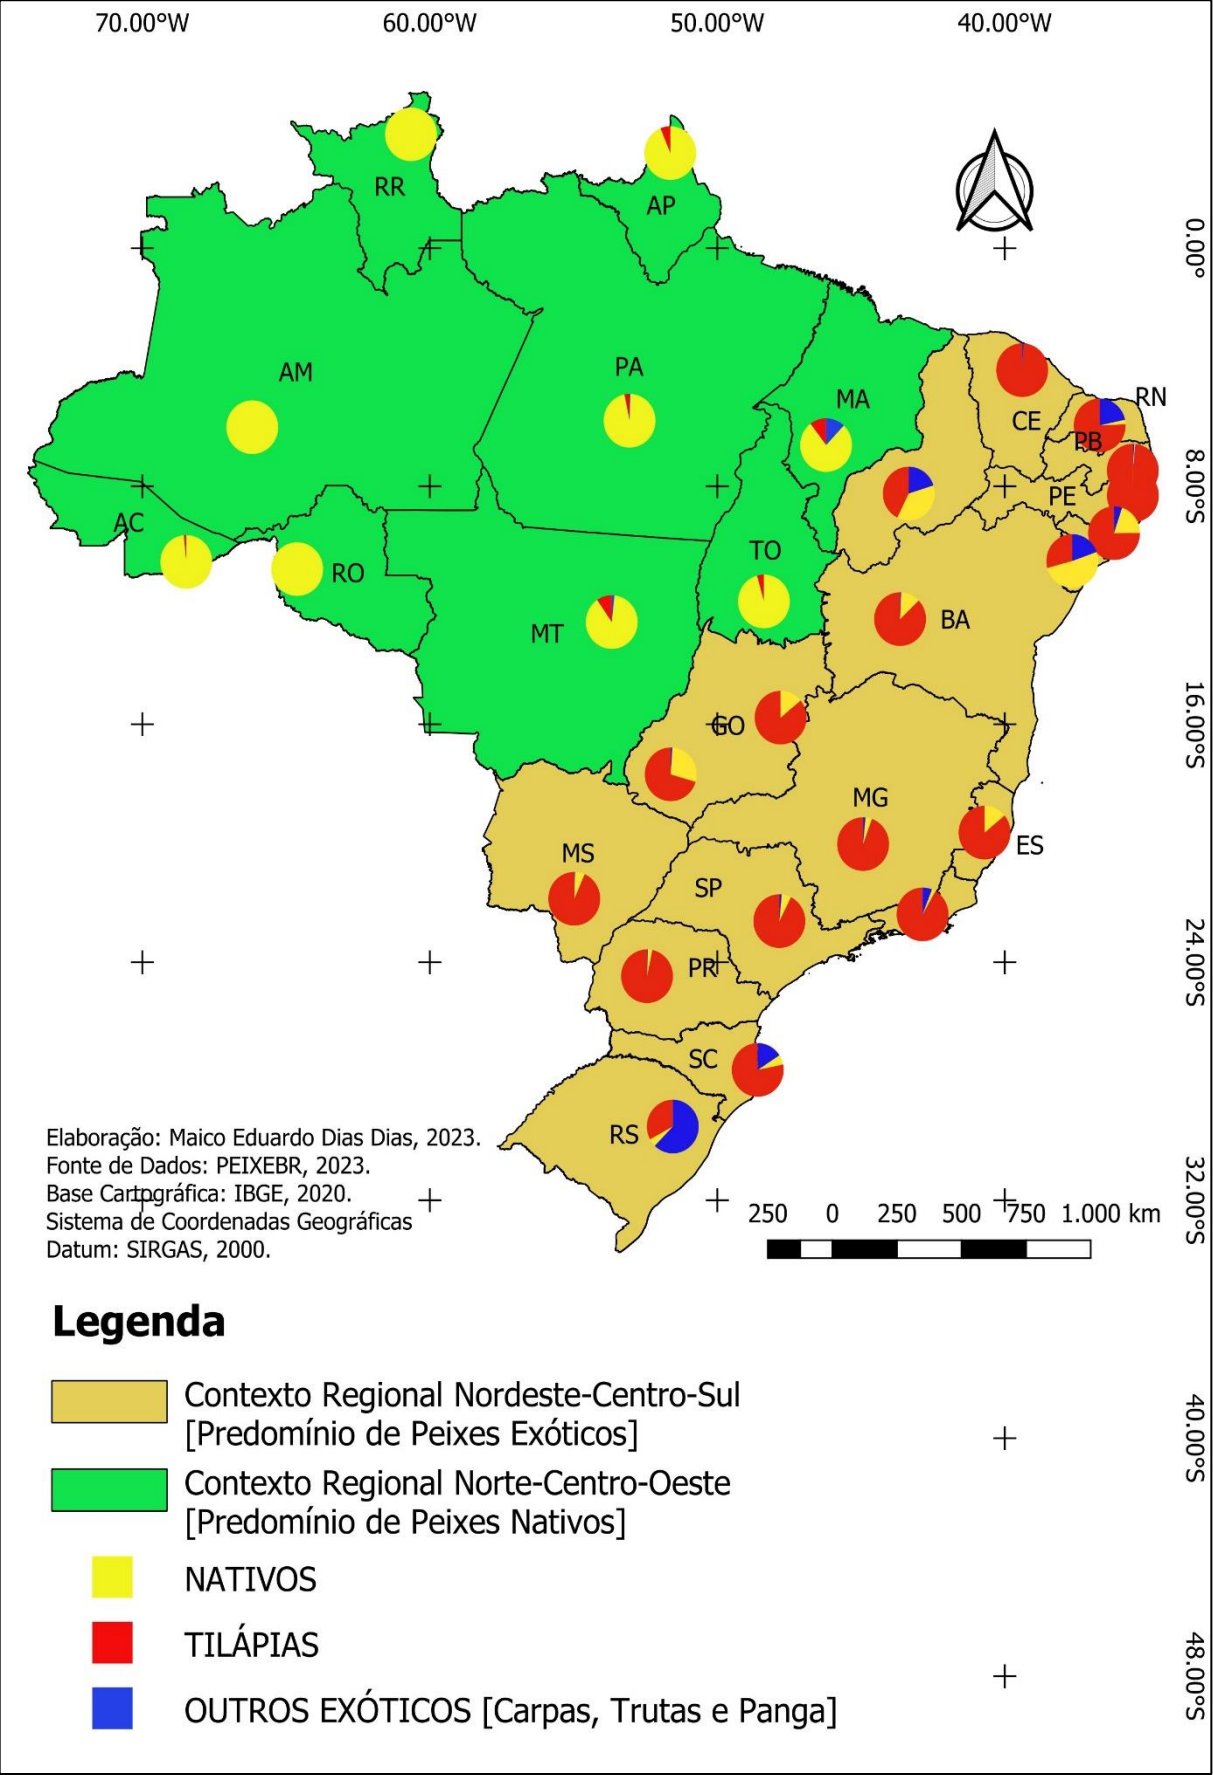 70.00°W 60.00°W 50.00°W 40.00°W
RR
AP
0.00°
AM
PA
MA
RN
CE
PB
8.00°S
PE
AC
TO
RO
MT
BA
16.00°S
GO
MG
ES
MS
SP
24.00°S
PR
SC
RS
32.00°S
Elaboração: Maico Eduardo Dias Dias, 2023.
Fonte de Dados: PEIXEBR, 2023.
Base Cartográfica: IBGE, 2020.
Sistema de Coordenadas Geográficas
Datum: SIRGAS, 2000.
250 0 250 500 750 1.000 km
Legenda
Contexto Regional Nordeste-Centro-Sul
[Predomínio de Peixes Exóticos]
40.00°S
Contexto Regional Norte-Centro-Oeste
[Predomínio de Peixes Nativos]
NATIVOS
TILÁPIAS
48.00°S
OUTROS EXÓTICOS [Carpas, Trutas e Panga]